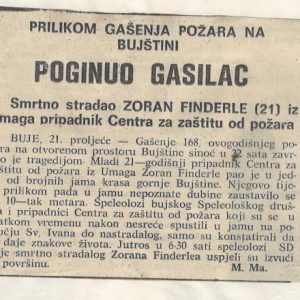 PRILIKOM GAŠENJA POŽARA NA
BUJŠTINI
POGINUO GASILAC
Smrtno stradao ZORAN FINDERLE (21) iz
maga pripadnik Centra za zaštitu od požara
BUJE, 21. proljeće — Gašenje 168. ovogodišnjeg po
ra na otvorenom prostoru Bujštine sinoć u 22 sata završi
o je tragedijom. Mladi 21-godišnji pripadnik Centra za
štitu od požara iz Umaga Zoran Finderle pao je u jed
od brojnih jama krasa gornje Bujštine. Njegovo tije
prilikom pada u jamu nepoznate dubine zaustavilo se
10—tak metara. Speleolozi bujskog Speleološkog druš
a i pripadnici Centra za zaštitu od požara koji su se u
atkom vremenu nakon nesreće spustili u jamu na po
učju Sv. Ivana do nastradalog, samo su konstatirali da
daje znakove života. Jutros u 6-30 sati speleolozi SD
smrtno stradalog Zorana Finderlea uspjeli su izvući
površinu.
M. Ma.